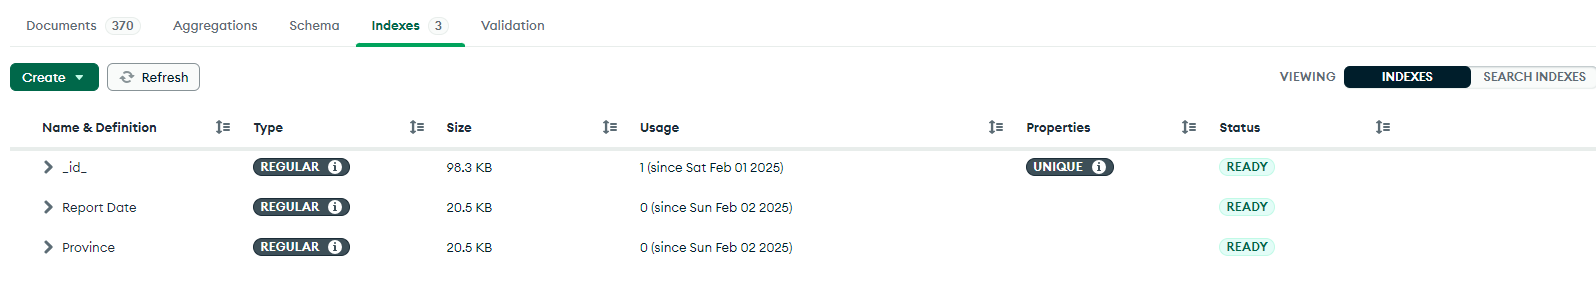 Documents 370 Aggregations Schema Indexes 3 Validation
Create Refresh VIEWING INDEXES SEARCH INDEXES
Name & Definition Type Size Usage Properties Status
_id_ REGULAR i 98.3 KB 1 (since Sat Feb 01 2025) UNIQUE i READY
Report Date REGULAR i 20.5 KB 0 (since Sun Feb 02 2025) READY
Province REGULAR i 20.5 KB 0 (since Sun Feb 02 2025) READY